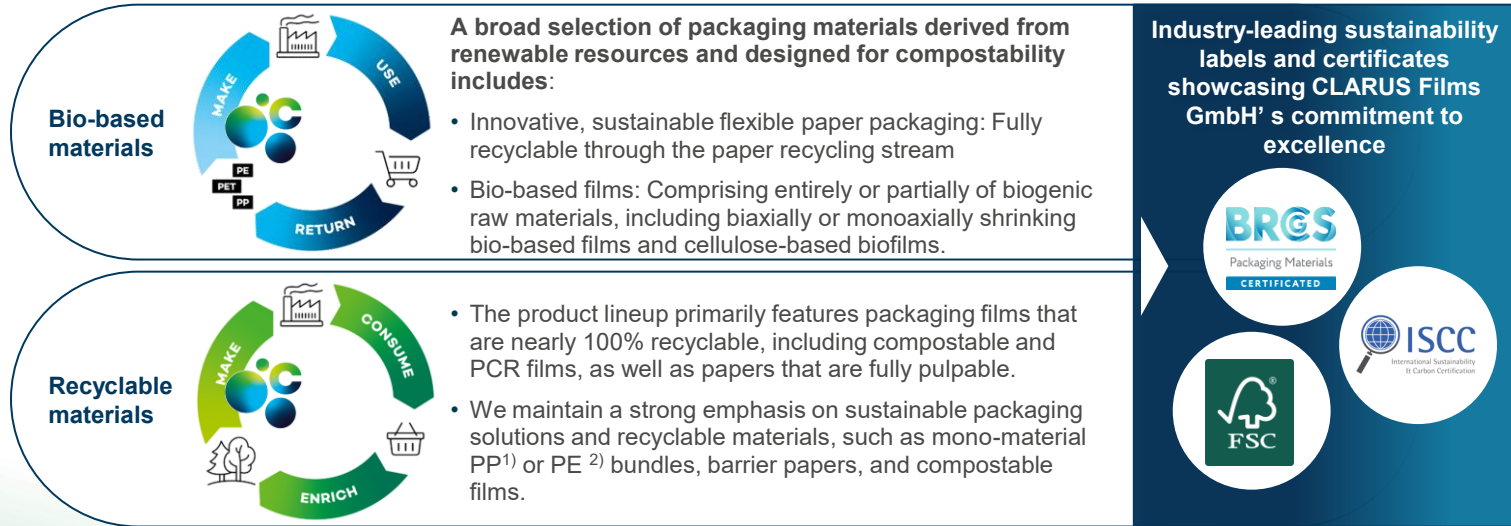 Bio-based
materials
MAKE
USE
RETURN
PE
PET
PP
A broad selection of packaging materials derived from
renewable resources and designed for compostability
includes:
• Innovative, sustainable flexible paper packaging: Fully
recyclable through the paper recycling stream
• Bio-based films: Comprising entirely or partially of biogenic
raw materials, including biaxially or monoaxially shrinking
bio-based films and cellulose-based biofilms.
Recyclable
materials
MAKE
CONSUME
ENRICH
• The product lineup primarily features packaging films that
are nearly 100% recyclable, including compostable and
PCR films, as well as papers that are fully pulpable.
• We maintain a strong emphasis on sustainable packaging
solutions and recyclable materials, such as mono-material
PP1) or PE 2) bundles, barrier papers, and compostable
films.
Industry-leading sustainability
labels and certificates
showcasing CLARUS Films
GmbH’ s commitment to
excellence
BRCGS
Packaging Materials
CERTIFICATED
ISCC
International Sustainability
& Carbon Certification
®
FSC